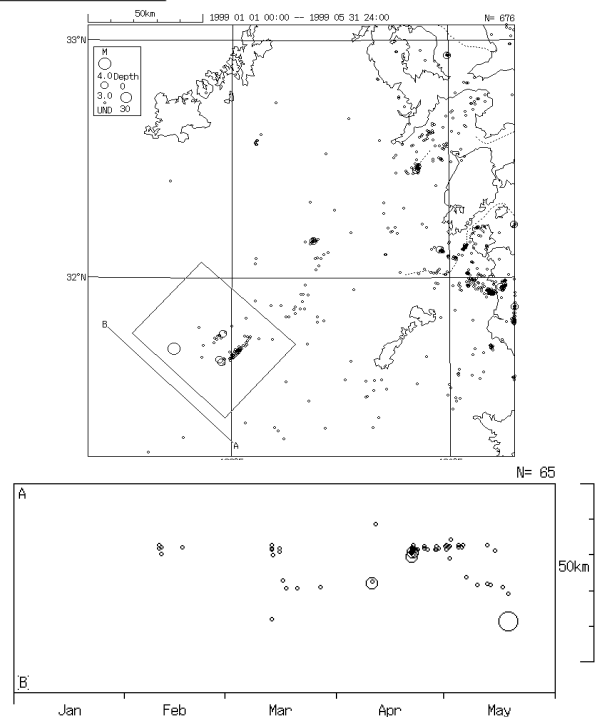 50km 1999 01 01 00:00 -- 1999 05 31 24:00 N= 676
33°N
M
4.0 Depth
0
3.0
UND 30
32°N
B
A
N= 65
A
50km
B
Jan Feb Mar Apr May